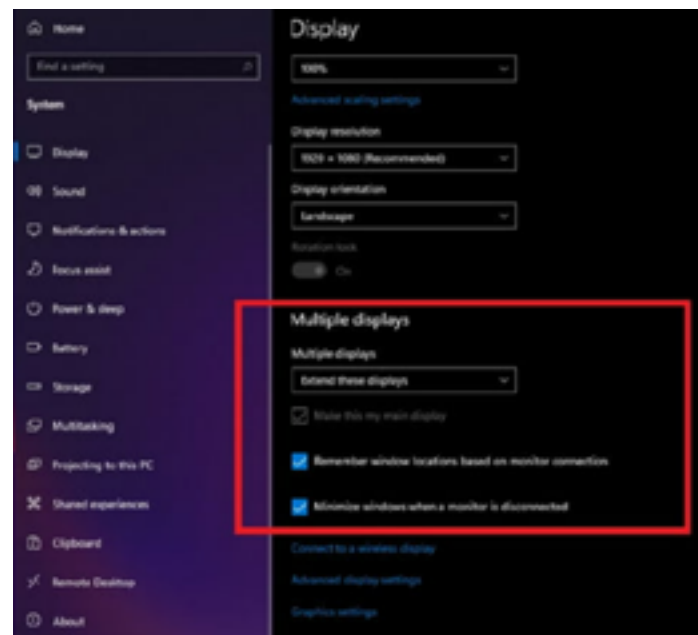 Home
Find a setting
System
Display
Sound
Notifications & actions
Focus assist
Power & sleep
Battery
Storage
Multitasking
Projecting to this PC
Shared experiences
Clipboard
Remote Desktop
About
Display
100%
Advanced scaling settings
Display resolution
1920 × 1080 (Recommended)
Display orientation
Landscape
Rotation lock
On
Multiple displays
Multiple displays
Extend these displays
Make this my main display
Remember window locations based on monitor connection
Minimize windows when a monitor is disconnected
Connect to a wireless display
Advanced display settings
Graphics settings